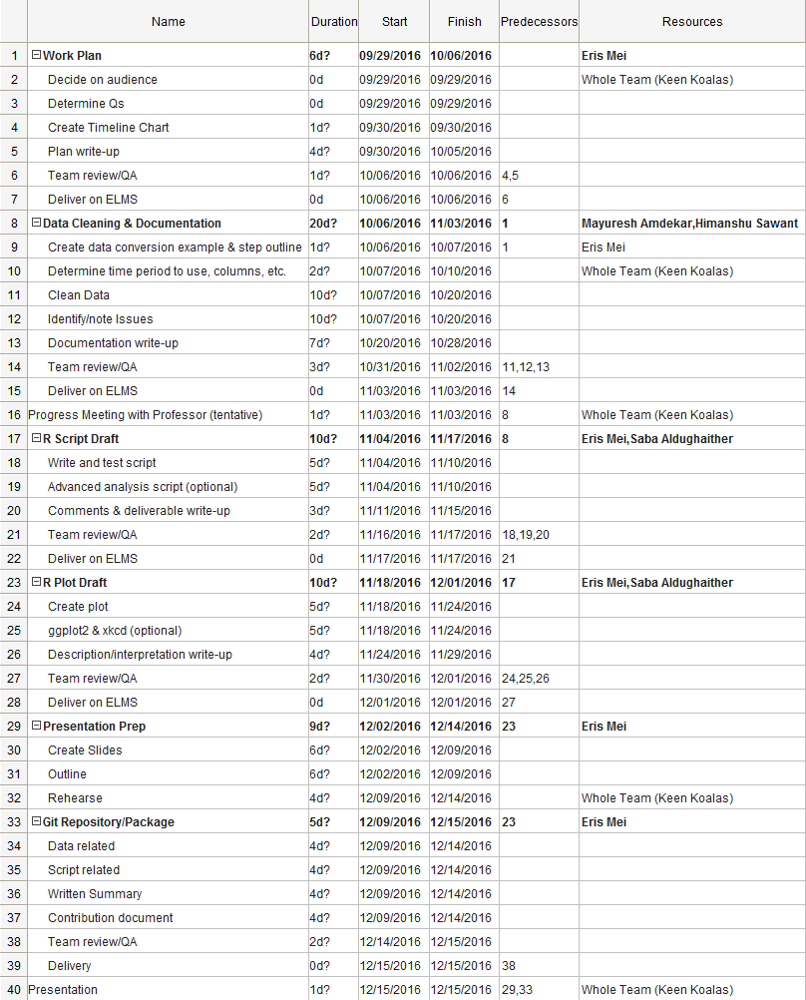 Name Duration Start Finish Predecessors Resources
1 Work Plan 6d? 09/29/2016 10/06/2016 Eris Mei
2 Decide on audience 0d 09/29/2016 09/29/2016 Whole Team (Keen Koalas)
3 Determine Qs 0d 09/29/2016 09/29/2016
4 Create Timeline Chart 1d? 09/30/2016 09/30/2016
5 Plan write-up 4d? 09/30/2016 10/05/2016
6 Team review/QA 1d? 10/06/2016 10/06/2016 4,5
7 Deliver on ELMS 0d 10/06/2016 10/06/2016 6
8 Data Cleaning & Documentation 20d? 10/06/2016 11/03/2016 1 Mayuresh Amdekar,Himanshu Sawant
9 Create data conversion example & step outline 1d? 10/06/2016 10/07/2016 1 Eris Mei
10 Determine time period to use, columns, etc. 2d? 10/07/2016 10/10/2016 Whole Team (Keen Koalas)
11 Clean Data 10d? 10/07/2016 10/20/2016
12 Identify/note Issues 10d? 10/07/2016 10/20/2016
13 Documentation write-up 7d? 10/20/2016 10/28/2016
14 Team review/QA 3d? 10/31/2016 11/02/2016 11,12,13
15 Deliver on ELMS 0d 11/03/2016 11/03/2016 14
16 Progress Meeting with Professor (tentative) 1d? 11/03/2016 11/03/2016 8 Whole Team (Keen Koalas)
17 R Script Draft 10d? 11/04/2016 11/17/2016 8 Eris Mei,Saba Aldughaither
18 Write and test script 5d? 11/04/2016 11/10/2016
19 Advanced analysis script (optional) 5d? 11/04/2016 11/10/2016
20 Comments & deliverable write-up 3d? 11/11/2016 11/15/2016
21 Team review/QA 2d? 11/16/2016 11/17/2016 18,19,20
22 Deliver on ELMS 0d 11/17/2016 11/17/2016 21
23 R Plot Draft 10d? 11/18/2016 12/01/2016 17 Eris Mei,Saba Aldughaither
24 Create plot 5d? 11/18/2016 11/24/2016
25 ggplot2 & xkcd (optional) 5d? 11/18/2016 11/24/2016
26 Description/interpretation write-up 4d? 11/24/2016 11/29/2016
27 Team review/QA 2d? 11/30/2016 12/01/2016 24,25,26
28 Deliver on ELMS 0d 12/01/2016 12/01/2016 27
29 Presentation Prep 9d? 12/02/2016 12/14/2016 23 Eris Mei
30 Create Slides 6d? 12/02/2016 12/09/2016
31 Outline 6d? 12/02/2016 12/09/2016
32 Rehearse 4d? 12/09/2016 12/14/2016 Whole Team (Keen Koalas)
33 Git Repository/Package 5d? 12/09/2016 12/15/2016 23 Eris Mei
34 Data related 4d? 12/09/2016 12/14/2016
35 Script related 4d? 12/09/2016 12/14/2016
36 Written Summary 4d? 12/09/2016 12/14/2016
37 Contribution document 4d? 12/09/2016 12/14/2016
38 Team review/QA 2d? 12/14/2016 12/15/2016
39 Delivery 0d? 12/15/2016 12/15/2016 38
40 Presentation 1d? 12/15/2016 12/15/2016 29,33 Whole Team (Keen Koalas)